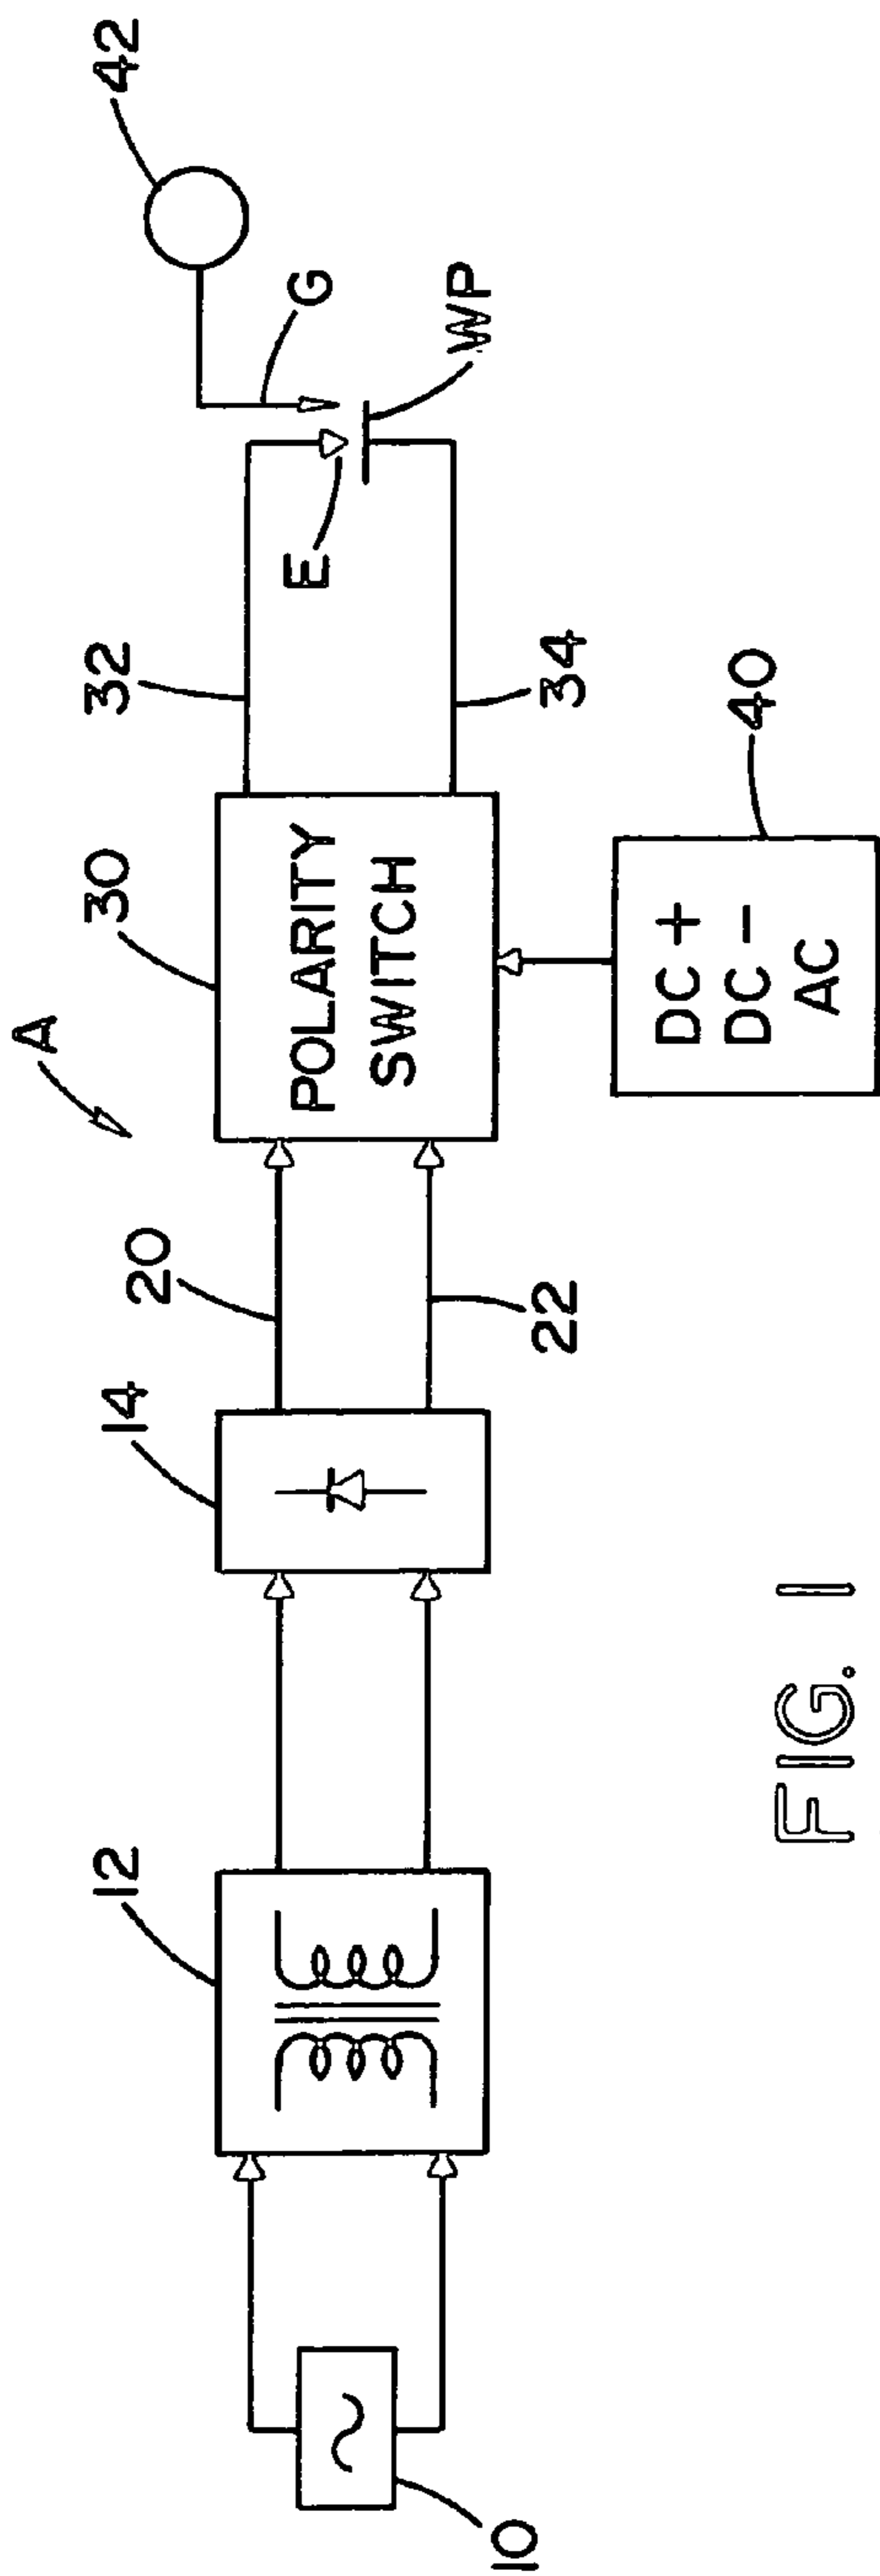 A
10
12
14
20
22
30
POLARITY
SWITCH
32
34
E
G
WP
42
40
DC +
DC -
AC
FIG. 1